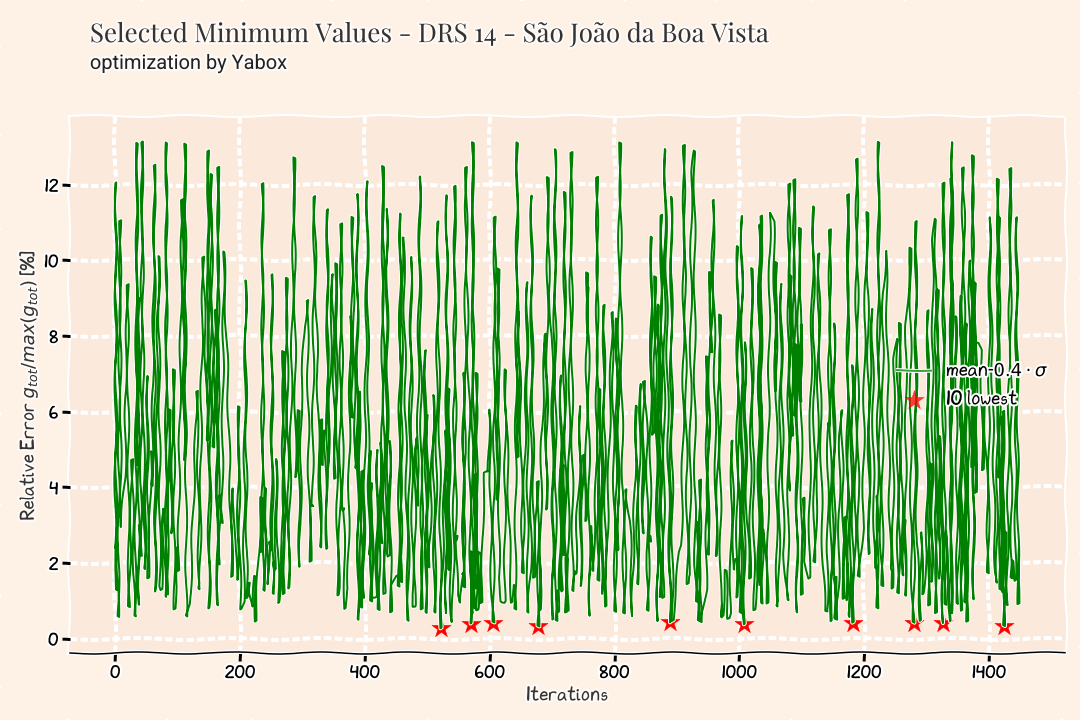 Selected Minimum Values - DRS 14 - São João da Boa Vista
optimization by Yabox
Relative Error g_tot/max(g_tot) [%]
12
10
8
6
4
2
0
mean-0.4 · σ
10 lowest
0 200 400 600 800 1000 1200 1400
Iterations